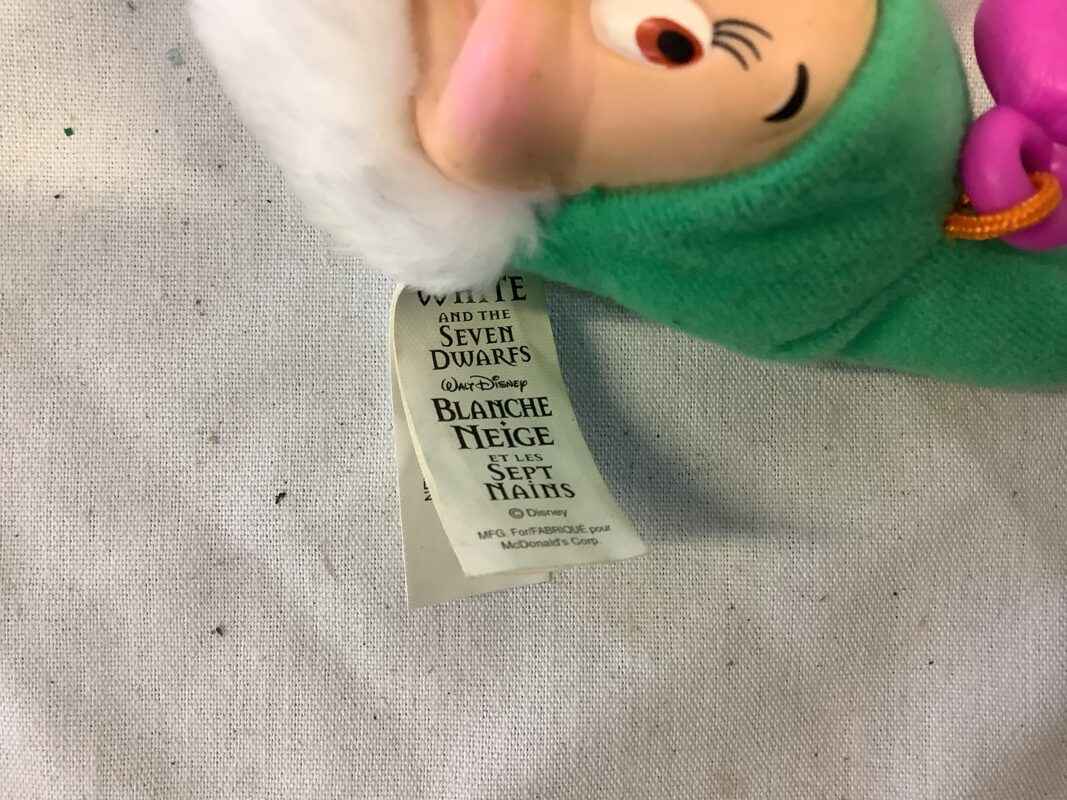 WHITE
AND THE
SEVEN
DWARFS
WALT DISNEY
BLANCHE
NEIGE
ET LES
SEPT
NAINS
© Disney
MFG. For/FABRIQUÉ pour
McDonald's Corp.